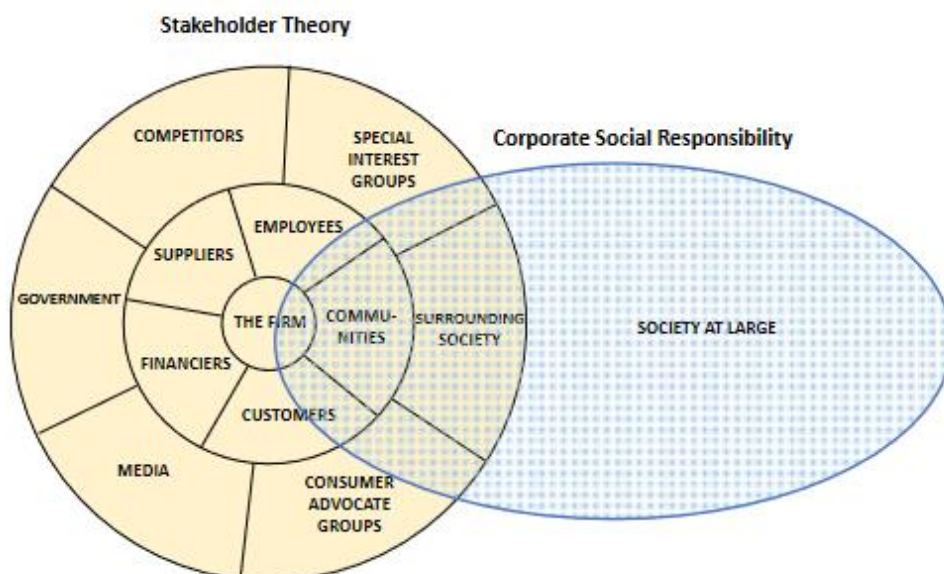 Stakeholder Theory
COMPETITORS
SPECIAL
INTEREST
GROUPS
Corporate Social Responsibility
EMPLOYEES
SUPPLIERS
GOVERNMENT
THE FIRM
COMMU-
NITIES
SURROUNDING
SOCIETY
SOCIETY AT LARGE
FINANCIERS
CUSTOMERS
MEDIA
CONSUMER
ADVOCATE
GROUPS